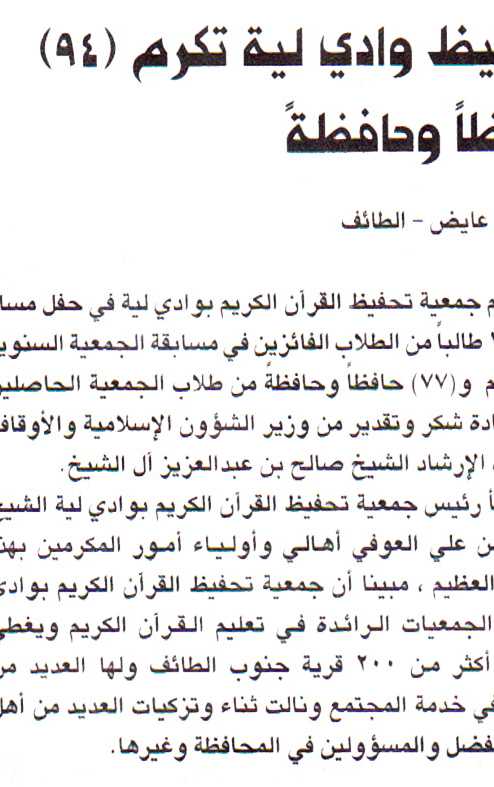 يظ وادي لية تكرم (٩٤)
ظاً وحافظةً
عايض - الطائف
م جمعية تحفيظ القرآن الكريم بوادي لية في حفل مسا
طالباً من الطلاب الفائزين في مسابقة الجمعية السنوي
م و(٧٧) حافظاً وحافظةً من طلاب الجمعية الحاصلي
ادة شكر وتقدير من وزير الشؤون الإسلامية والأوقاف
الإرشاد الشيخ صالح بن عبدالعزيز آل الشيخ.
أ رئيس جمعية تحفيظ القرآن الكريم بوادي لية الشيخ
ن علي العوفي أهالي وأولياء أمور المكرمين بهذ
العظيم ، مبينا أن جمعية تحفيظ القرآن الكريم بوادي
الجمعيات الرائدة في تعليم القرآن الكريم ويغطي
أكثر من ٢٠٠ قرية جنوب الطائف ولها العديد من
في خدمة المجتمع ونالت ثناء وتزكيات العديد من أهل
فضل والمسؤولين في المحافظة وغيرها.